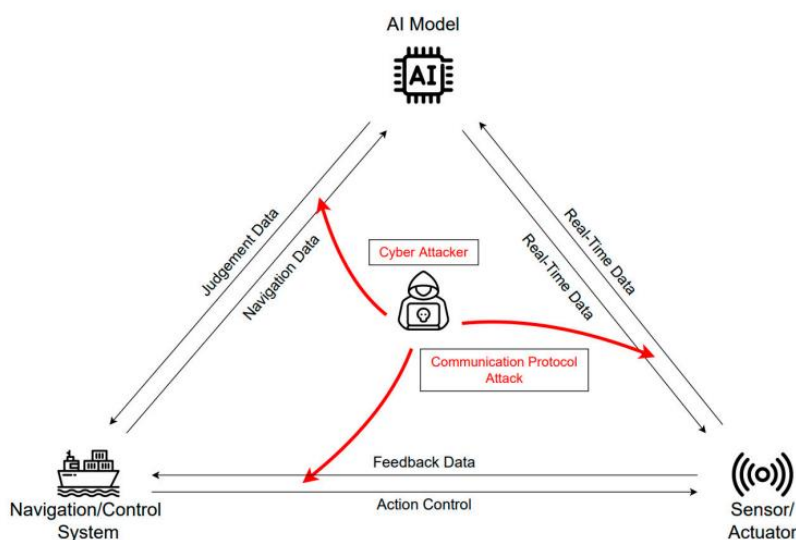 AI Model
AI
Judgement Data
Navigation Data
Real-Time Data
Real-Time Data
Cyber Attacker
Communication Protocol
Attack
Feedback Data
Action Control
Navigation/Control
System
Sensor/
Actuator